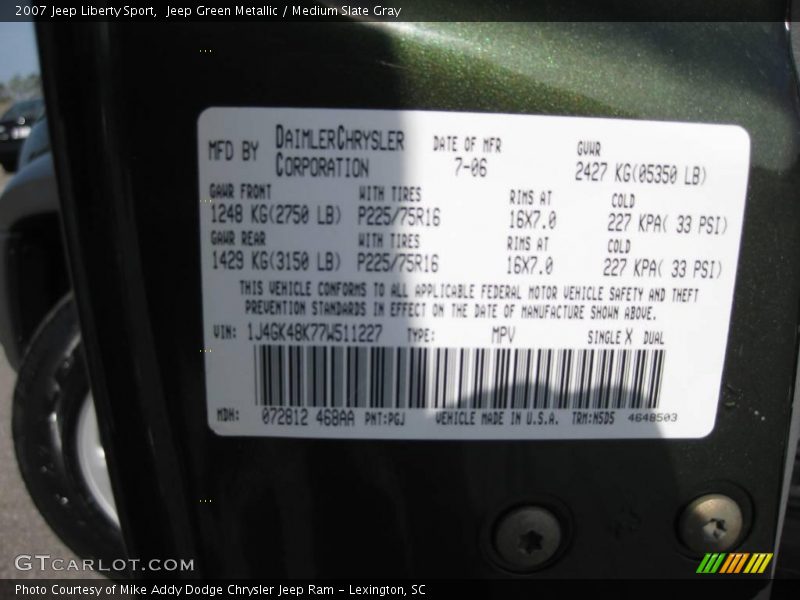 2007 Jeep Liberty Sport,  Jeep Green Metallic / Medium Slate Gray
MFD BY DAIMLERCHRYSLER CORPORATION DATE OF MFR 7-06 GVWR 2427 KG(05350 LB)
GAWR FRONT WITH TIRES RIMS AT COLD
1248 KG(2750 LB) P225/75R16 16X7.0 227 KPA( 33 PSI)
GAWR REAR WITH TIRES RIMS AT COLD
1429 KG(3150 LB) P225/75R16 16X7.0 227 KPA( 33 PSI)
THIS VEHICLE CONFORMS TO ALL APPLICABLE FEDERAL MOTOR VEHICLE SAFETY AND THEFT
PREVENTION STANDARDS IN EFFECT ON THE DATE OF MANUFACTURE SHOWN ABOVE.
VIN: 1J4GK48K77W511227 TYPE: MPV SINGLE X DUAL
MDH: 072812 468AA PNT:PGJ VEHICLE MADE IN U.S.A. TRM:N5D5 4648503
GTCARLOT.COM
Photo Courtesy of Mike Addy Dodge Chrysler Jeep Ram – Lexington, SC